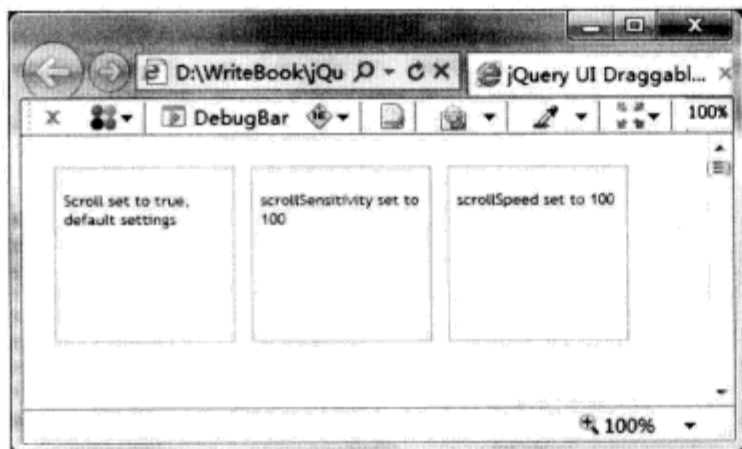 D:\WriteBook\jQu
jQuery UI Draggabl...
DebugBar
100%
Scroll set to true,
default settings
scrollSensitivity set to
100
scrollSpeed set to 100
100%